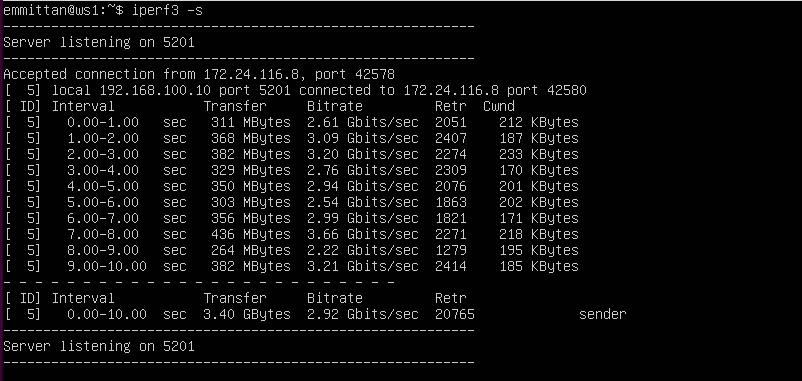 emmittan@ws1:~$ iperf3 -s
-----------------------------------------------------------
Server listening on 5201
-----------------------------------------------------------
Accepted connection from 172.24.116.8, port 42578
[  5] local 192.168.100.10 port 5201 connected to 172.24.116.8 port 42580
[ ID] Interval           Transfer     Bitrate         Retr  Cwnd
[  5]   0.00-1.00   sec   311 MBytes  2.61 Gbits/sec  2051    212 KBytes
[  5]   1.00-2.00   sec   368 MBytes  3.09 Gbits/sec  2407    187 KBytes
[  5]   2.00-3.00   sec   382 MBytes  3.20 Gbits/sec  2274    233 KBytes
[  5]   3.00-4.00   sec   329 MBytes  2.76 Gbits/sec  2309    170 KBytes
[  5]   4.00-5.00   sec   350 MBytes  2.94 Gbits/sec  2076    201 KBytes
[  5]   5.00-6.00   sec   303 MBytes  2.54 Gbits/sec  1863    202 KBytes
[  5]   6.00-7.00   sec   356 MBytes  2.99 Gbits/sec  1821    171 KBytes
[  5]   7.00-8.00   sec   436 MBytes  3.66 Gbits/sec  2271    218 KBytes
[  5]   8.00-9.00   sec   264 MBytes  2.22 Gbits/sec  1279    195 KBytes
[  5]   9.00-10.00  sec   382 MBytes  3.21 Gbits/sec  2414    185 KBytes
- - - - - - - - - - - - - - - - - - - - - - - - -
[ ID] Interval           Transfer     Bitrate         Retr
[  5]   0.00-10.00  sec  3.40 GBytes  2.92 Gbits/sec  20765             sender
-----------------------------------------------------------
Server listening on 5201
-----------------------------------------------------------